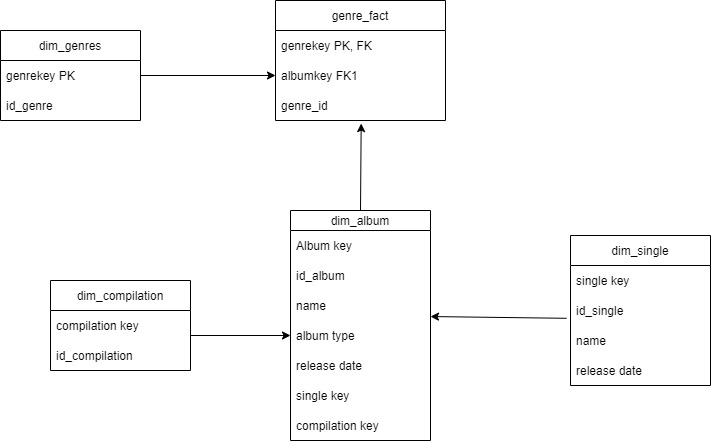 genre_fact
genrekey PK, FK
albumkey FK1
genre_id
dim_genres
genrekey PK
id_genre
dim_album
Album key
id_album
name
album type
release date
single key
compilation key
dim_compilation
compilation key
id_compilation
dim_single
single key
id_single
name
release date